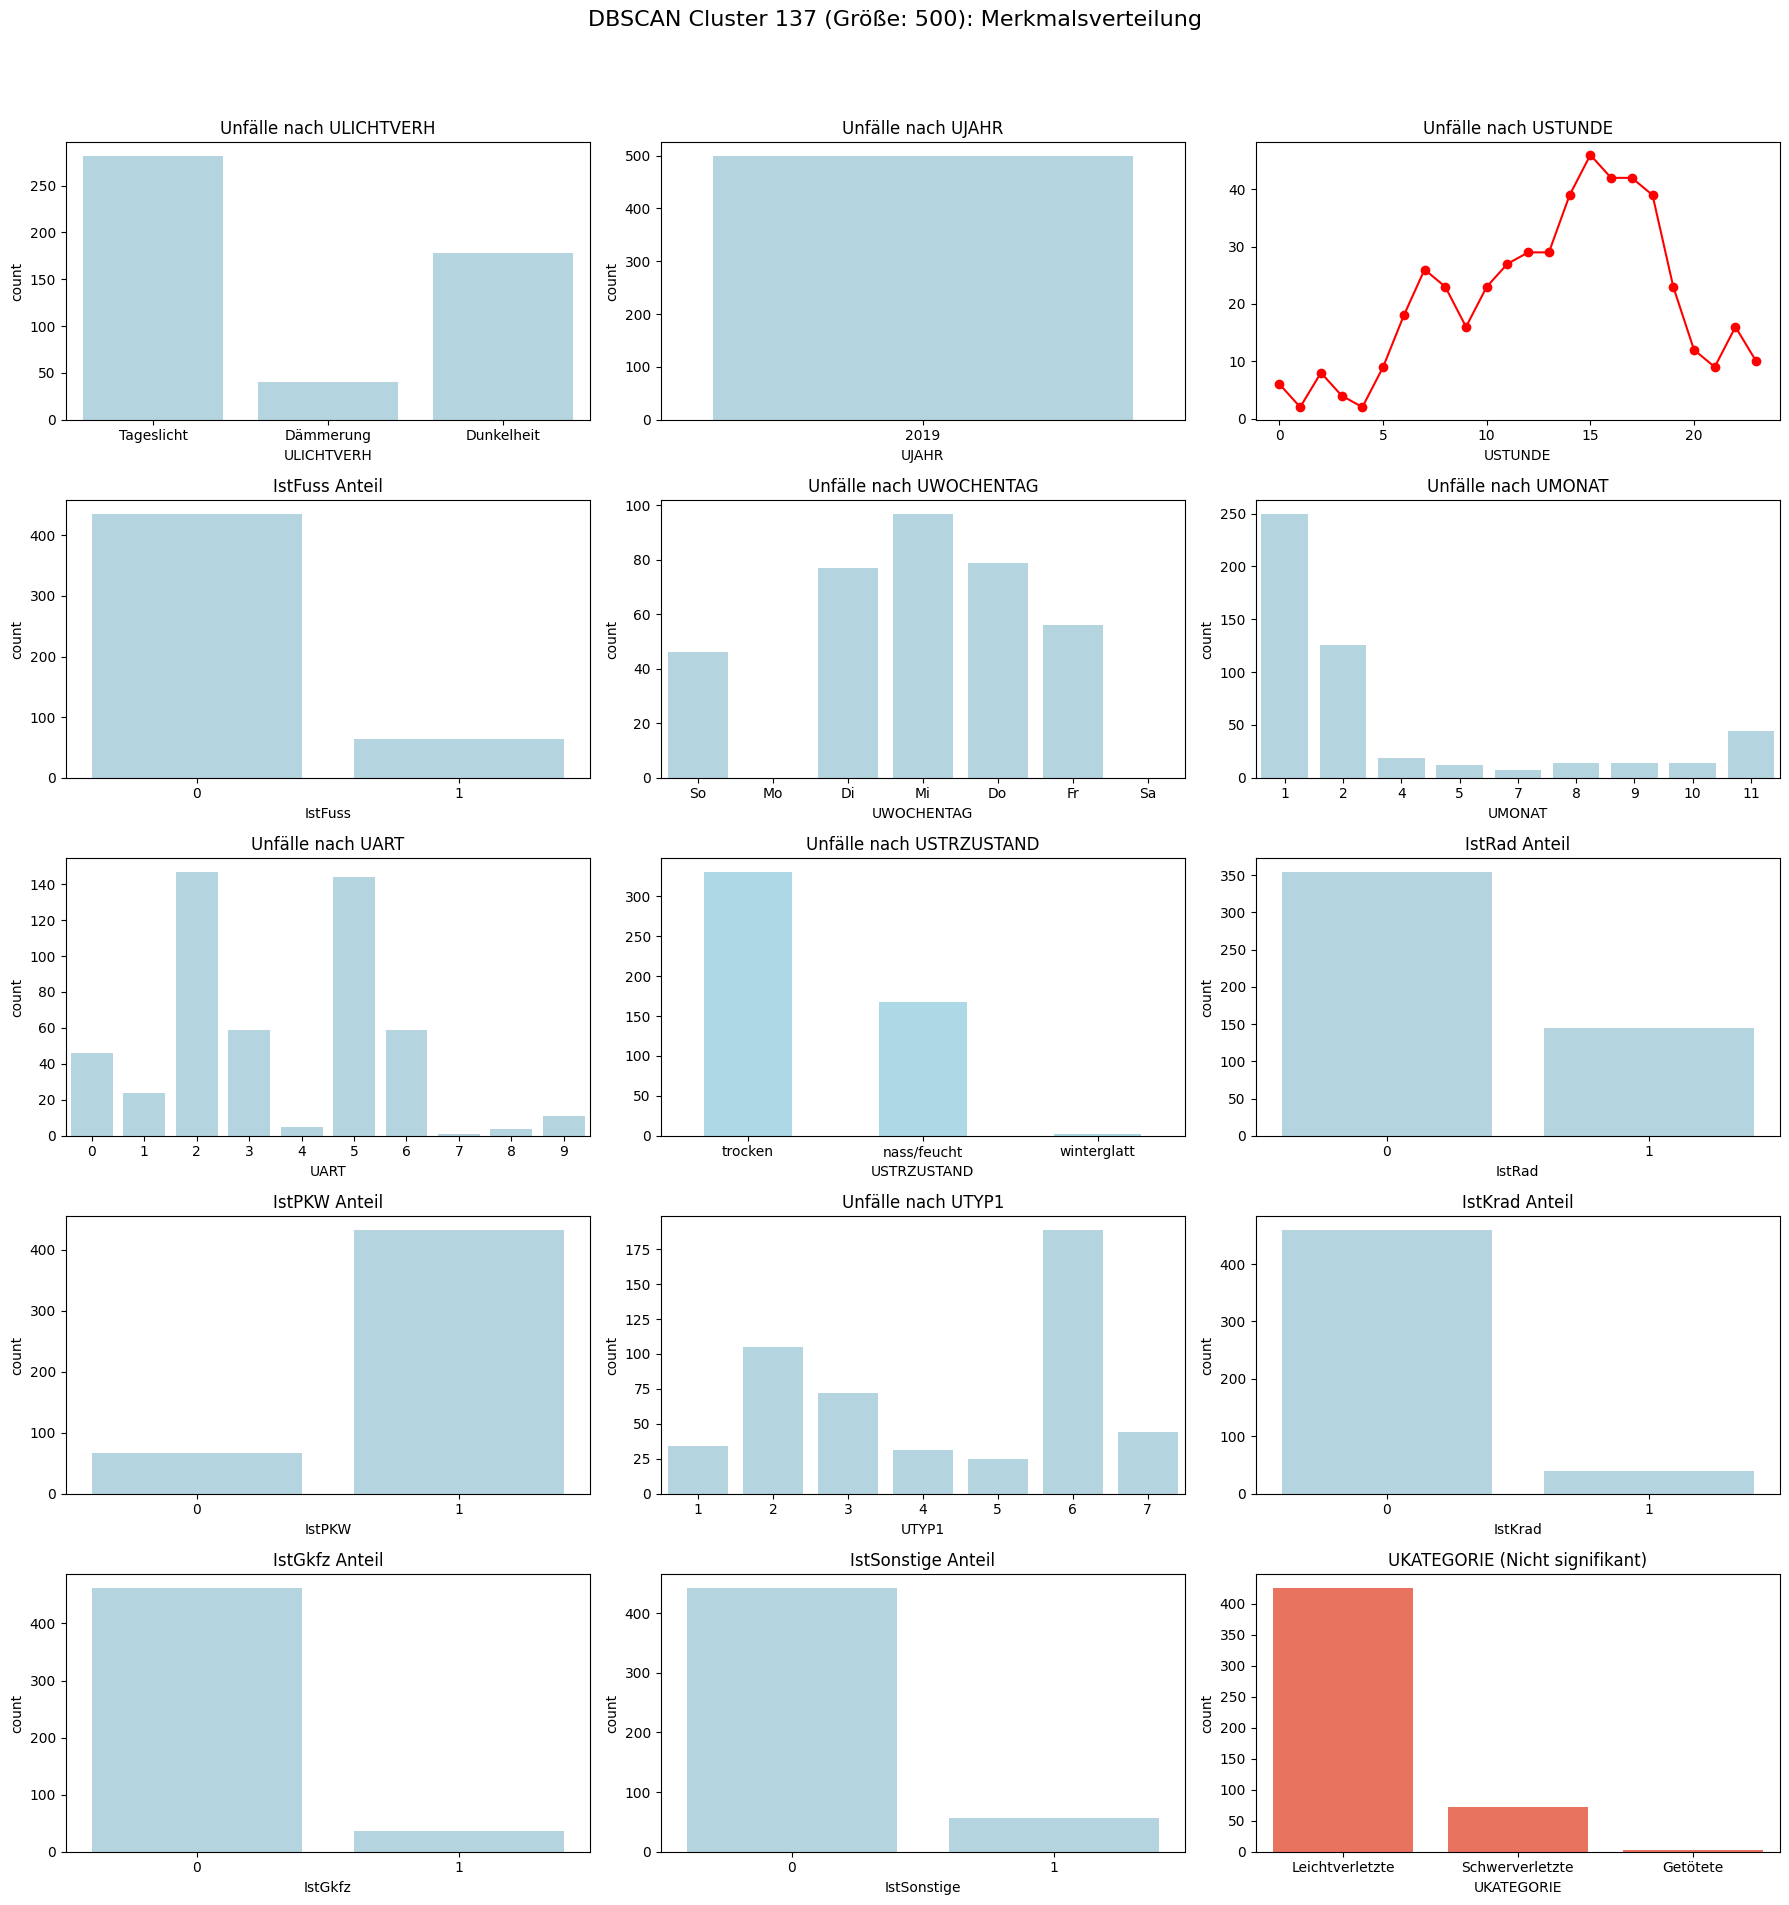 DBSCAN Cluster 137 (Größe: 500): Merkmalsverteilung
Unfälle nach ULICHTVERH
count
0
50
100
150
200
250
Tageslicht Dämmerung Dunkelheit
ULICHTVERH
Unfälle nach UJAHR
count
0
100
200
300
400
500
2019
UJAHR
Unfälle nach USTUNDE
0
10
20
30
40
0 5 10 15 20
USTUNDE
IstFuss Anteil
count
0
100
200
300
400
0 1
IstFuss
Unfälle nach UWOCHENTAG
count
0
20
40
60
80
100
So Mo Di Mi Do Fr Sa
UWOCHENTAG
Unfälle nach UMONAT
count
0
50
100
150
200
250
1 2 4 5 7 8 9 10 11
UMONAT
Unfälle nach UART
count
0
20
40
60
80
100
120
140
0 1 2 3 4 5 6 7 8 9
UART
Unfälle nach USTRZUSTAND
0
50
100
150
200
250
300
trocken nass/feucht winterglatt
USTRZUSTAND
IstRad Anteil
count
0
50
100
150
200
250
300
350
0 1
IstRad
IstPKW Anteil
count
0
100
200
300
400
0 1
IstPKW
Unfälle nach UTYP1
count
0
25
50
75
100
125
150
175
1 2 3 4 5 6 7
UTYP1
IstKrad Anteil
count
0
100
200
300
400
0 1
IstKrad
IstGkfz Anteil
count
0
100
200
300
400
0 1
IstGkfz
IstSonstige Anteil
count
0
100
200
300
400
0 1
IstSonstige
UKATEGORIE (Nicht signifikant)
count
0
50
100
150
200
250
300
350
400
Leichtverletzte Schwerverletzte Getötete
UKATEGORIE